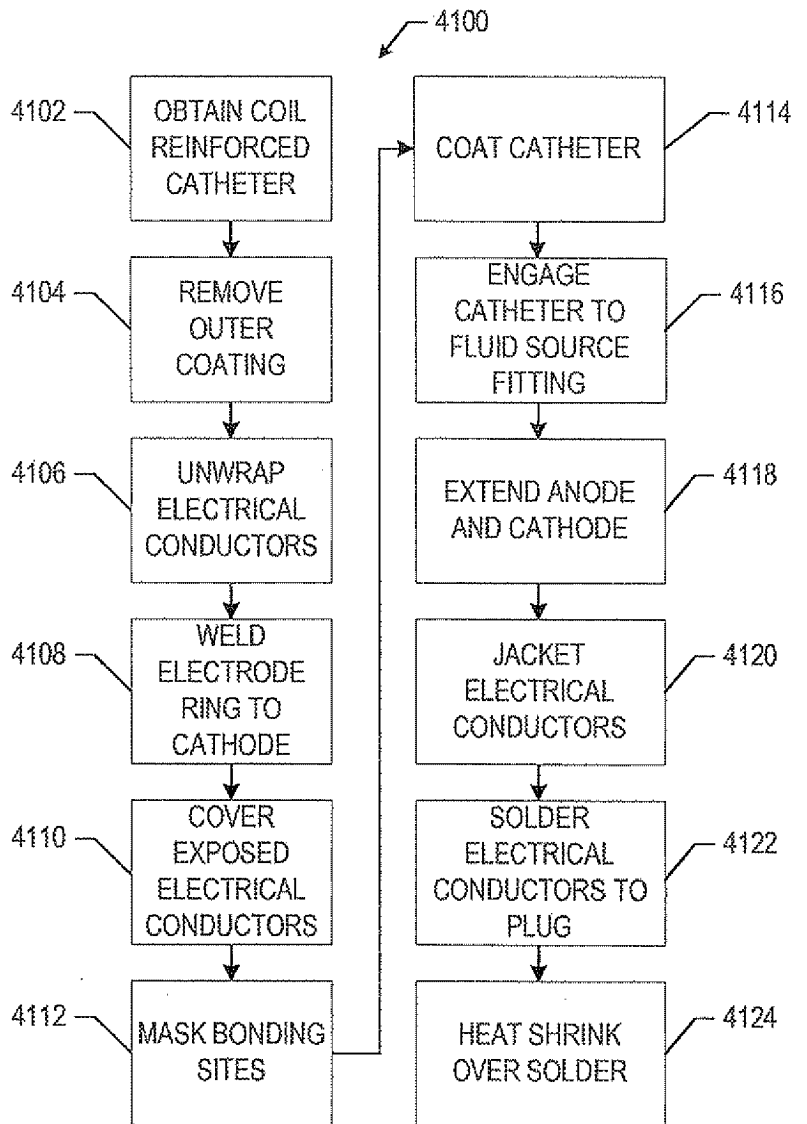 4100
4102
OBTAIN COIL
REINFORCED
CATHETER
4104
REMOVE
OUTER
COATING
4106
UNWRAP
ELECTRICAL
CONDUCTORS
4108
WELD
ELECTRODE
RING TO
CATHODE
4110
COVER
EXPOSED
ELECTRICAL
CONDUCTORS
4112
MASK BONDING
SITES
COAT CATHETER
4114
ENGAGE
CATHETER TO
FLUID SOURCE
FITTING
4116
EXTEND ANODE
AND CATHODE
4118
JACKET
ELECTRICAL
CONDUCTORS
4120
SOLDER
ELECTRICAL
CONDUCTORS TO
PLUG
4122
HEAT SHRINK
OVER SOLDER
4124